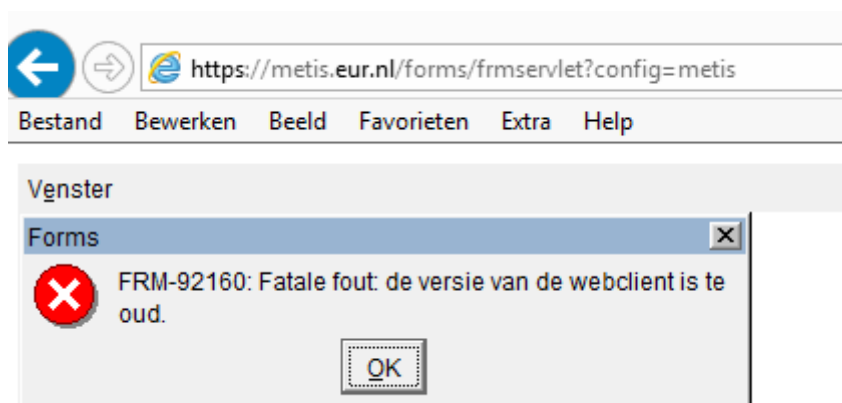 https://metis.eur.nl/forms/frmservlet?config=metis
Bestand Bewerken Beeld Favorieten Extra Help
Venster
Forms
FRM-92160: Fatale fout: de versie van de webclient is te
oud.
OK